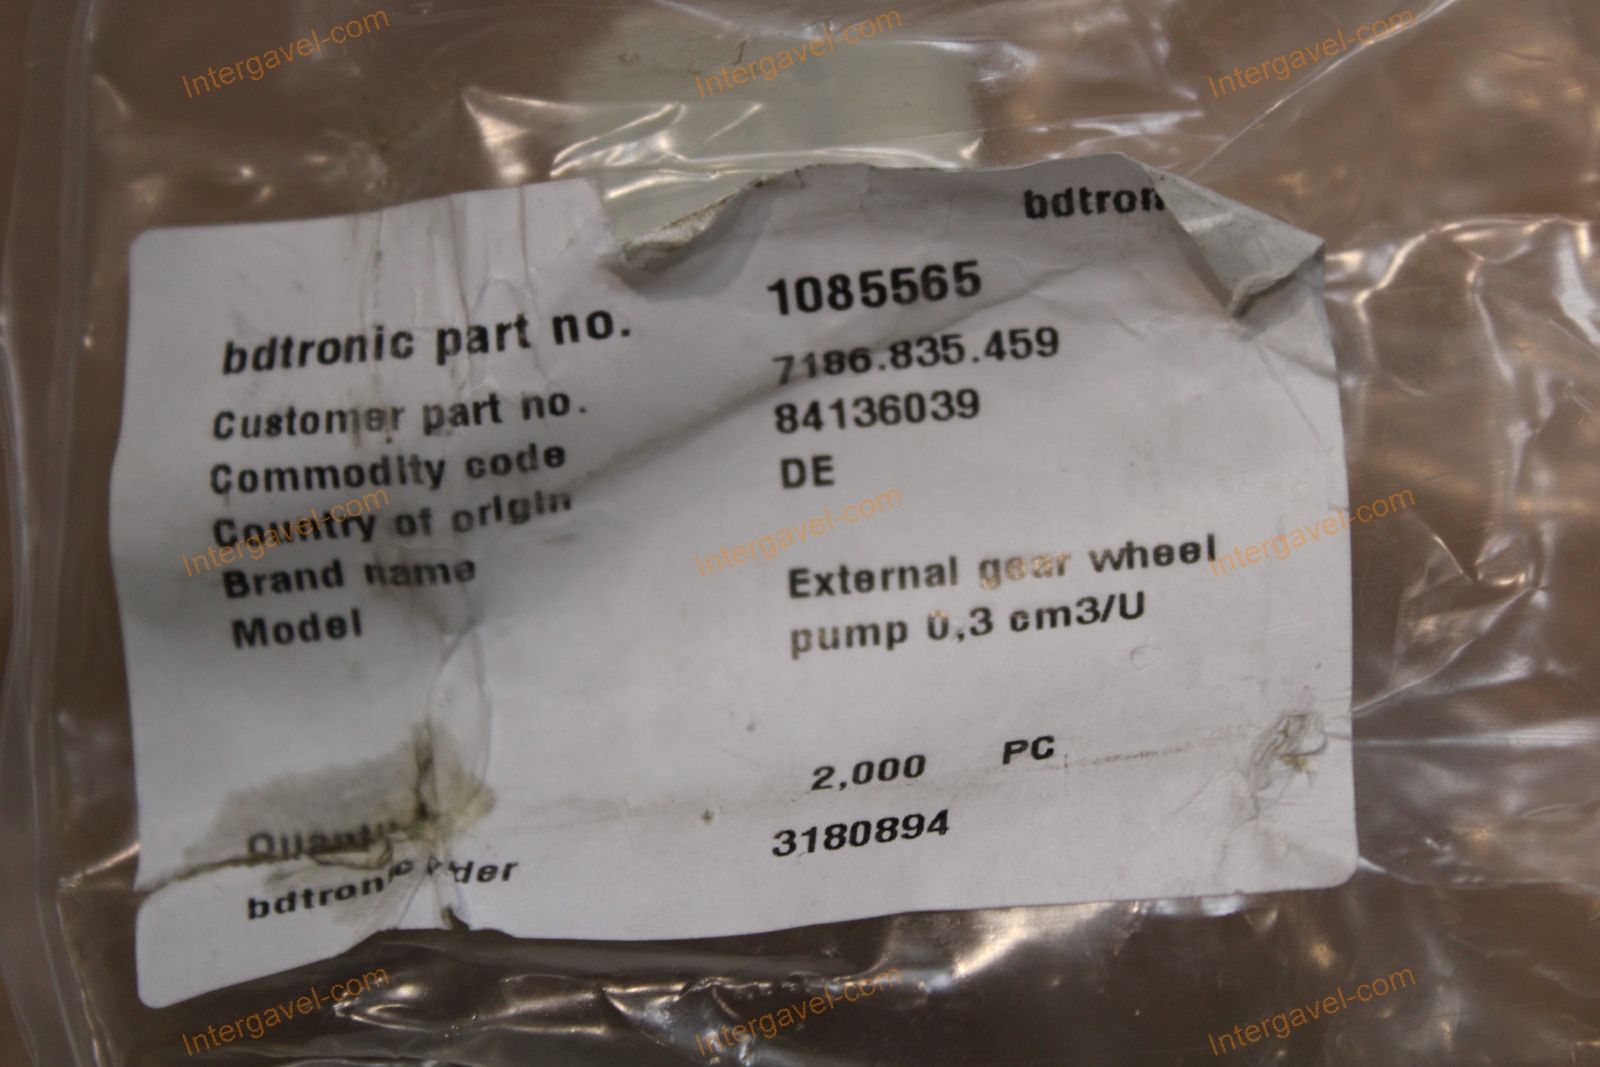 Intergavel.com Intergavel.com Intergavel.com
bdtron
bdtronic part no. 1085565
Customer part no. 7186.835.459
Commodity code 84136039
Country of origin DE
Brand name
Model External gear wheel
pump 0,3 cm3/U
Intergavel.com Intergavel.com Intergavel.com
2,000 PC
bdtronic 3180894
Intergavel.com Intergavel.com Intergavel.com